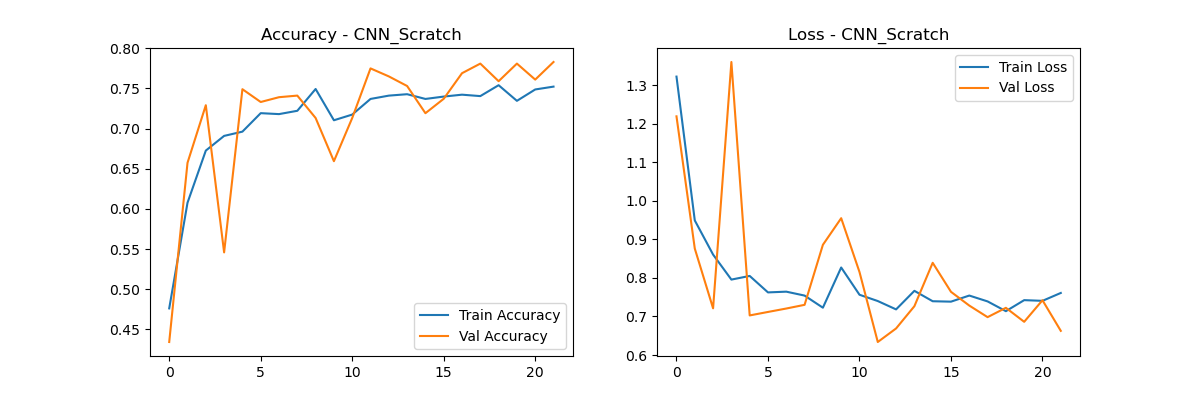 Accuracy - CNN_Scratch
0.80
0.75
0.70
0.65
0.60
0.55
0.50
0.45
0 5 10 15 20
Train Accuracy
Val Accuracy
Loss - CNN_Scratch
1.3
1.2
1.1
1.0
0.9
0.8
0.7
0.6
0 5 10 15 20
Train Loss
Val Loss